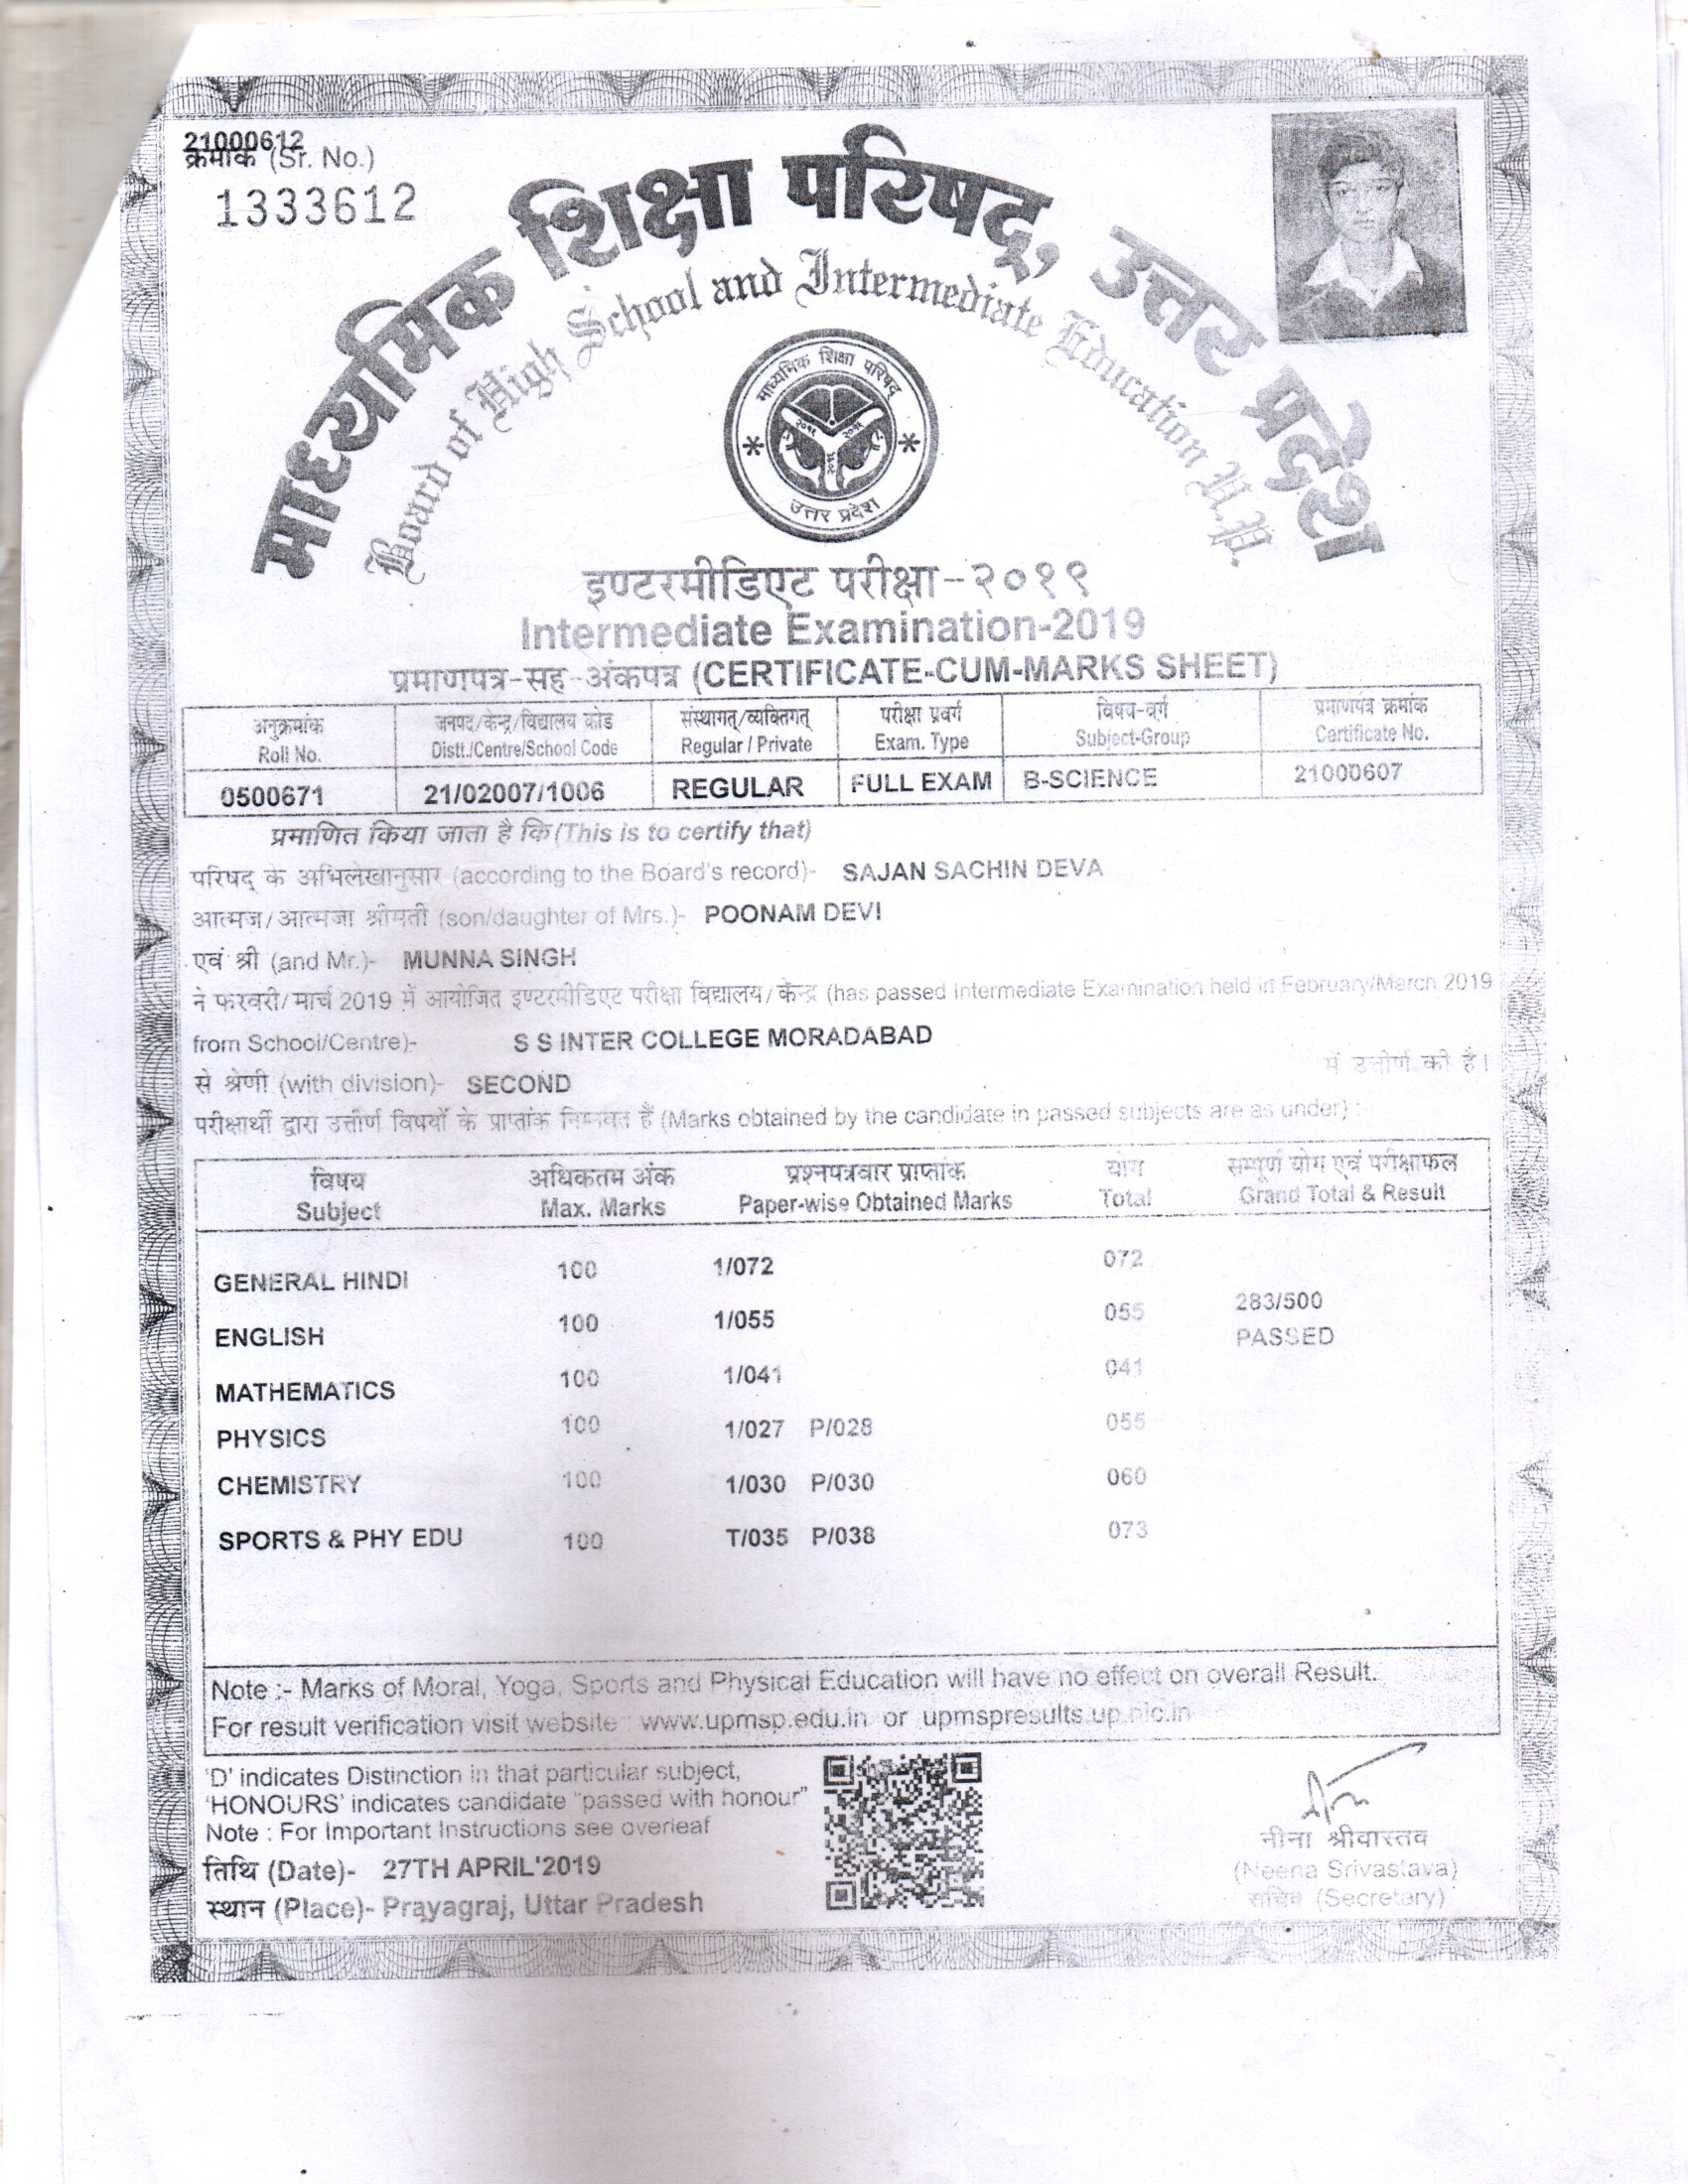 21000612
क्रमांक (Sr. No.)
1333612
माध्यमिक शिक्षा परिषद्, उत्तर प्रदेश
Board of High School and Intermediate Education U.P.
माध्यमिक शिक्षा परिषद्
उत्तर प्रदेश
इण्टरमीडिएट परीक्षा-२०१९
Intermediate Examination-2019
प्रमाणपत्र-सह-अंकपत्र (CERTIFICATE-CUM-MARKS SHEET)
अनुक्रमांक जनपद/केन्द्र/विद्यालय कोड संस्थागत्/व्यक्तिगत् परीक्षा प्रवर्ग विषय-वर्ग प्रमाणपत्र क्रमांक
Roll No. Distt./Centre/School Code Regular / Private Exam. Type Subject-Group Certificate No.
0500671 21/02007/1006 REGULAR FULL EXAM B-SCIENCE 21000607
प्रमाणित किया जाता है कि (This is to certify that)
परिषद् के अभिलेखानुसार (according to the Board's record)- SAJAN SACHIN DEVA
आत्मज/आत्मजा श्रीमती (son/daughter of Mrs.)- POONAM DEVI
एवं श्री (and Mr.)- MUNNA SINGH
ने फरवरी/मार्च 2019 में आयोजित इण्टरमीडिएट परीक्षा विद्यालय/केन्द्र (has passed Intermediate Examination held in February/March 2019
from School/Centre)- S S INTER COLLEGE MORADABAD
में उत्तीर्ण की है।
से श्रेणी (with division)- SECOND
परीक्षार्थी द्वारा उत्तीर्ण विषयों के प्राप्तांक निम्नवत हैं (Marks obtained by the candidate in passed subjects are as under) :
विषय अधिकतम अंक प्रश्नपत्रवार प्राप्तांक योग सम्पूर्ण योग एवं परीक्षाफल
Subject Max. Marks Paper-wise Obtained Marks Total Grand Total & Result
GENERAL HINDI 100 1/072 072
283/500
ENGLISH 100 1/055 055
PASSED
MATHEMATICS 100 1/041 041
PHYSICS 100 1/027 P/028 055
CHEMISTRY 100 1/030 P/030 060
SPORTS & PHY EDU 100 T/035 P/038 073
Note :- Marks of Moral, Yoga, Sports and Physical Education will have no effect on overall Result.
For result verification visit website www.upmsp.edu.in or upmspresults.up.nic.in
'D' indicates Distinction in that particular subject,
'HONOURS' indicates candidate "passed with honour"
Note : For Important Instructions see overleaf
तिथि (Date)- 27TH APRIL'2019
स्थान (Place)- Prayagraj, Uttar Pradesh
नीना श्रीवास्तव
(Neena Srivastava)
सचिव (Secretary)